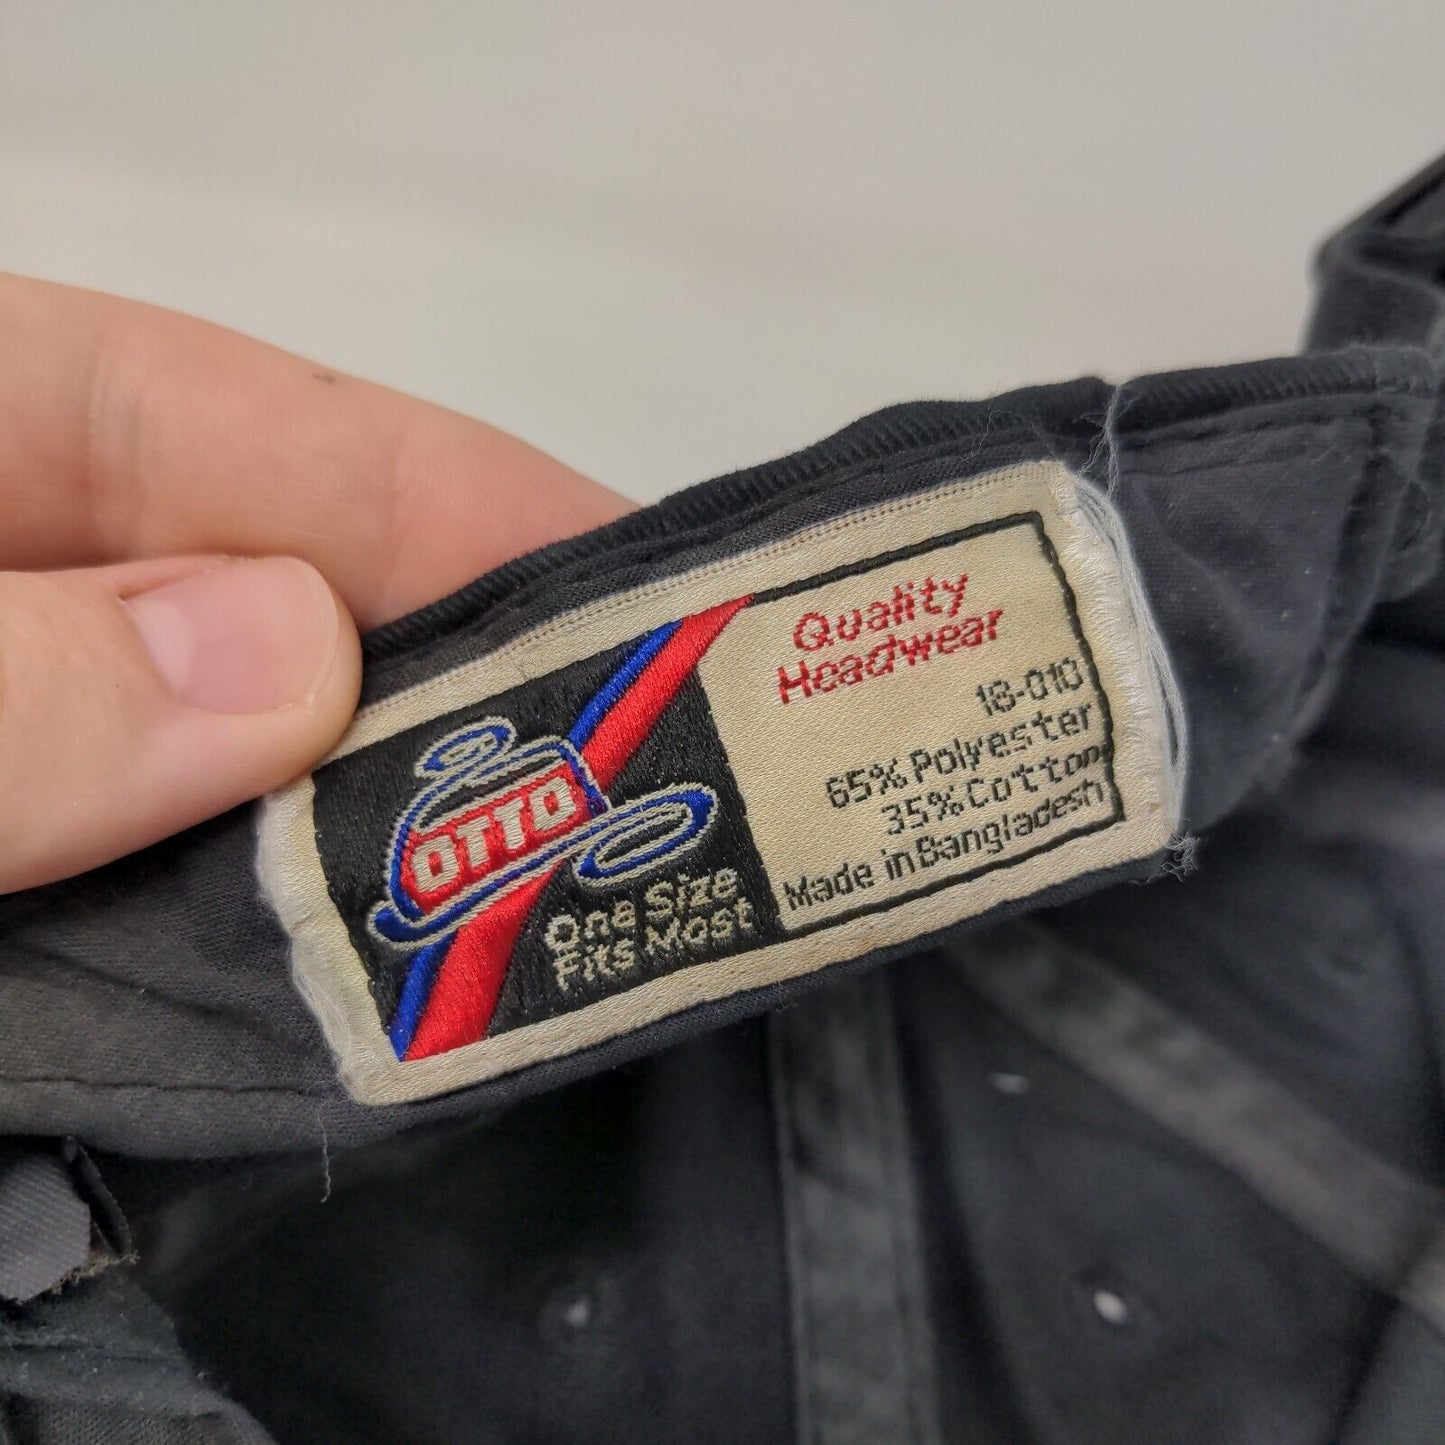 OTTO
One Size
Fits Most
Quality
Headwear
18-010
65% Polyester
35% Cotton
Made in Bangladesh